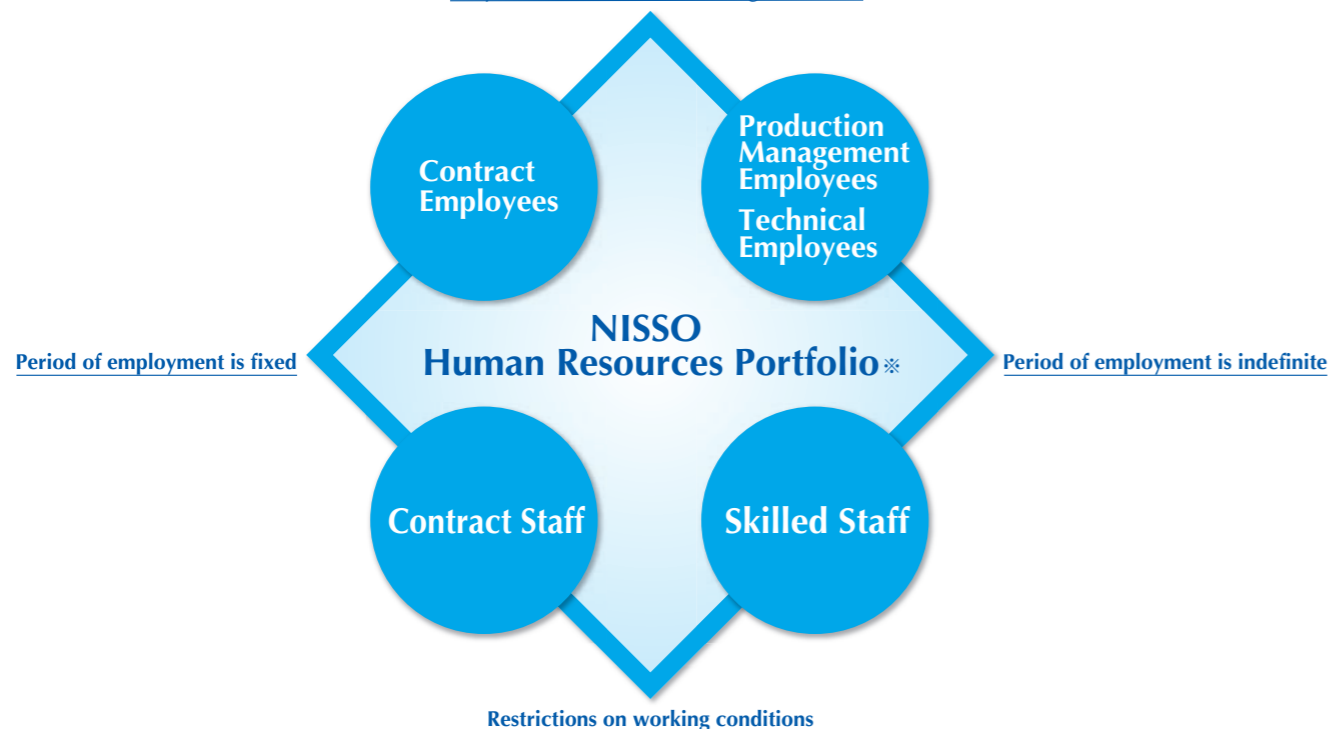 Contract
Employees
Production
Management
Employees
Technical
Employees
NISSO
Human Resources Portfolio※
Period of employment is fixed
Period of employment is indefinite
Contract Staff
Skilled Staff
Restrictions on working conditions